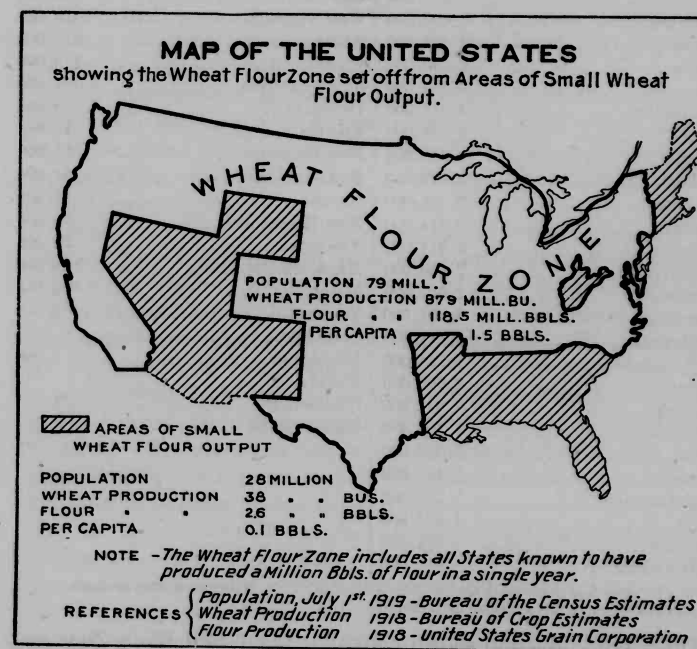 MAP OF THE UNITED STATES
showing the Wheat Flour Zone set off from Areas of Small Wheat
Flour Output.
WHEAT FLOUR ZONE
POPULATION 79 MILL.
WHEAT PRODUCTION 879 MILL. BU.
FLOUR " " 118.5 MILL. BBLS.
PER CAPITA 1.5 BBLS.
AREAS OF SMALL
WHEAT FLOUR OUTPUT
POPULATION 28 MILLION
WHEAT PRODUCTION 38 " " BUS.
FLOUR " " 2.6 " " BBLS.
PER CAPITA 0.1 BBLS.
NOTE - The Wheat Flour Zone includes all States known to have
produced a Million Bbls. of Flour in a single year.
REFERENCES { Population, July 1st. 1919 - Bureau of the Census Estimates
Wheat Production 1918 - Bureau of Crop Estimates
Flour Production 1918 - United States Grain Corporation